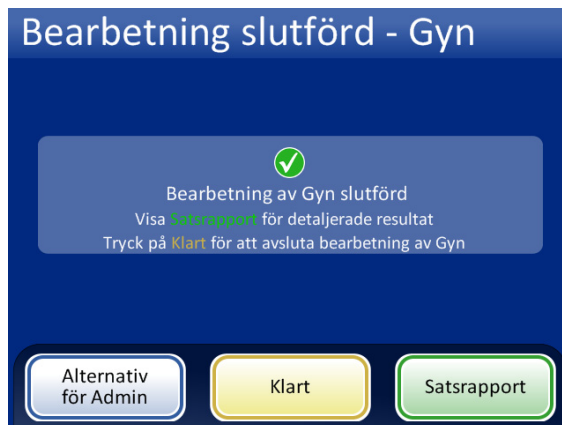 Bearbetning slutförd - Gyn
Bearbetning av Gyn slutförd
Visa Satsrapport för detaljerade resultat
Tryck på Klart för att avsluta bearbetning av Gyn
Alternativ
för Admin
Klart
Satsrapport